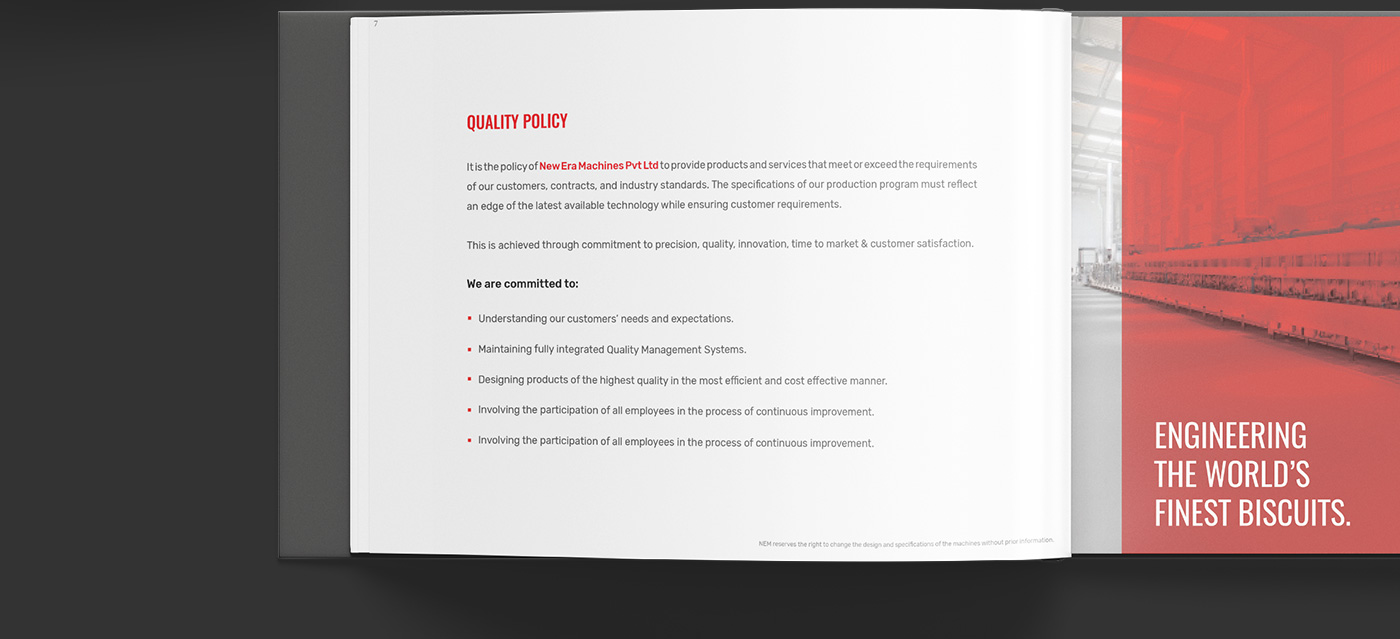 7
QUALITY POLICY
It is the policy of New Era Machines Pvt Ltd to provide products and services that meet or exceed the requirements
of our customers, contracts, and industry standards. The specifications of our production program must reflect
an edge of the latest available technology while ensuring customer requirements.
This is achieved through commitment to precision, quality, innovation, time to market & customer satisfaction.
We are committed to:
▪ Understanding our customers' needs and expectations.
▪ Maintaining fully integrated Quality Management Systems.
▪ Designing products of the highest quality in the most efficient and cost effective manner.
▪ Involving the participation of all employees in the process of continuous improvement.
▪ Involving the participation of all employees in the process of continuous improvement.
NEM reserves the right to change the design and specifications of the machines without prior information.
ENGINEERING
THE WORLD'S
FINEST BISCUITS.